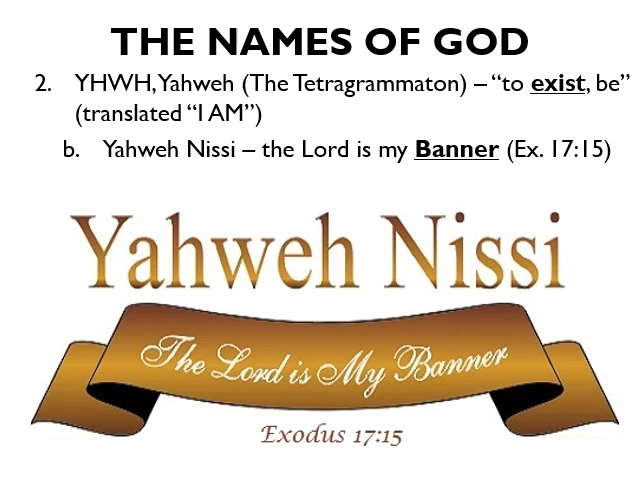 THE NAMES OF GOD
2. YHWH, Yahweh (The Tetragrammaton) – “to exist, be”
(translated “I AM”)
b. Yahweh Nissi – the Lord is my Banner (Ex. 17:15)
Yahweh Nissi
The Lord is My Banner
Exodus 17:15